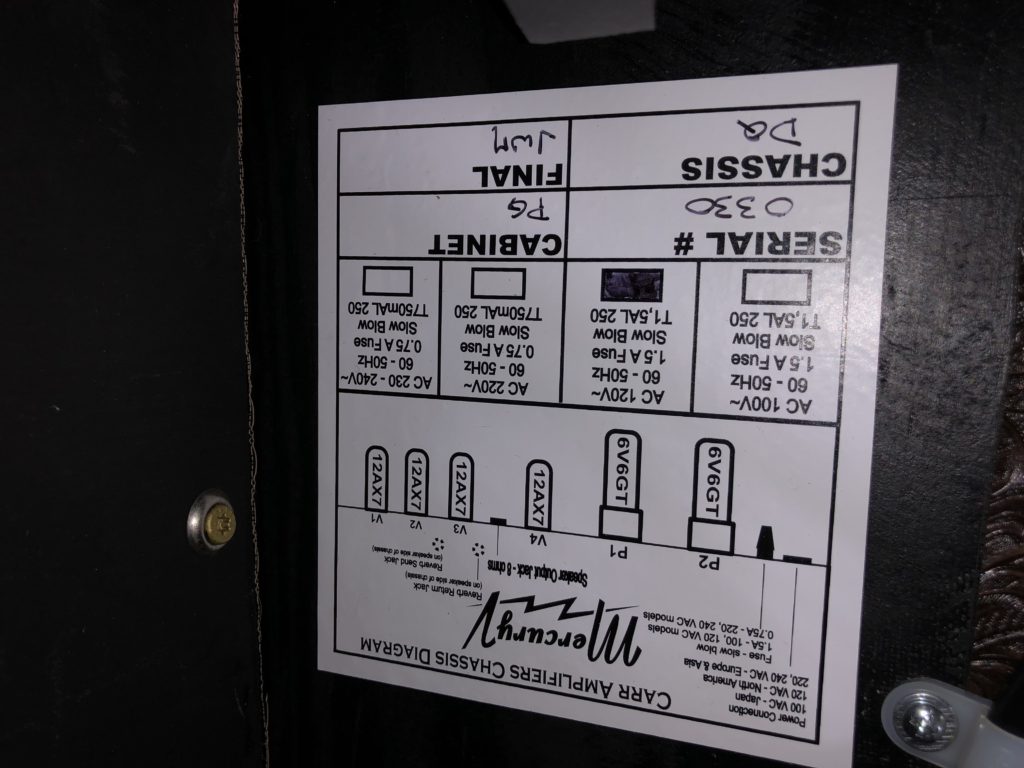 CARR AMPLIFIERS CHASSIS DIAGRAM
Mercury V
Power Connection
100 VAC - Japan
120 VAC - North America
220, 240 VAC - Europe & Asia
Fuse - slow blow
1.5A - 100, 120 VAC models
0.75A - 220, 240 VAC models
Speaker Output Jack - 8 ohms
Reverb Return Jack
(on speaker side of chassis)
Reverb Send Jack
(on speaker side of chassis)
P2
P1
V4
V3
V2
V1
6V6GT
6V6GT
12AX7
12AX7
12AX7
12AX7
AC 100V~
60 - 50Hz
1.5 A Fuse
Slow Blow
T1,5AL 250
AC 120V~
60 - 50Hz
1.5 A Fuse
Slow Blow
T1,5AL 250
AC 220V~
60 - 50Hz
0.75 A Fuse
Slow Blow
T750mAL 250
AC 230 - 240V~
60 - 50Hz
0.75 A Fuse
Slow Blow
T750mAL 250
SERIAL #
0330
CABINET
PG
CHASSIS
DQ
FINAL
JWM